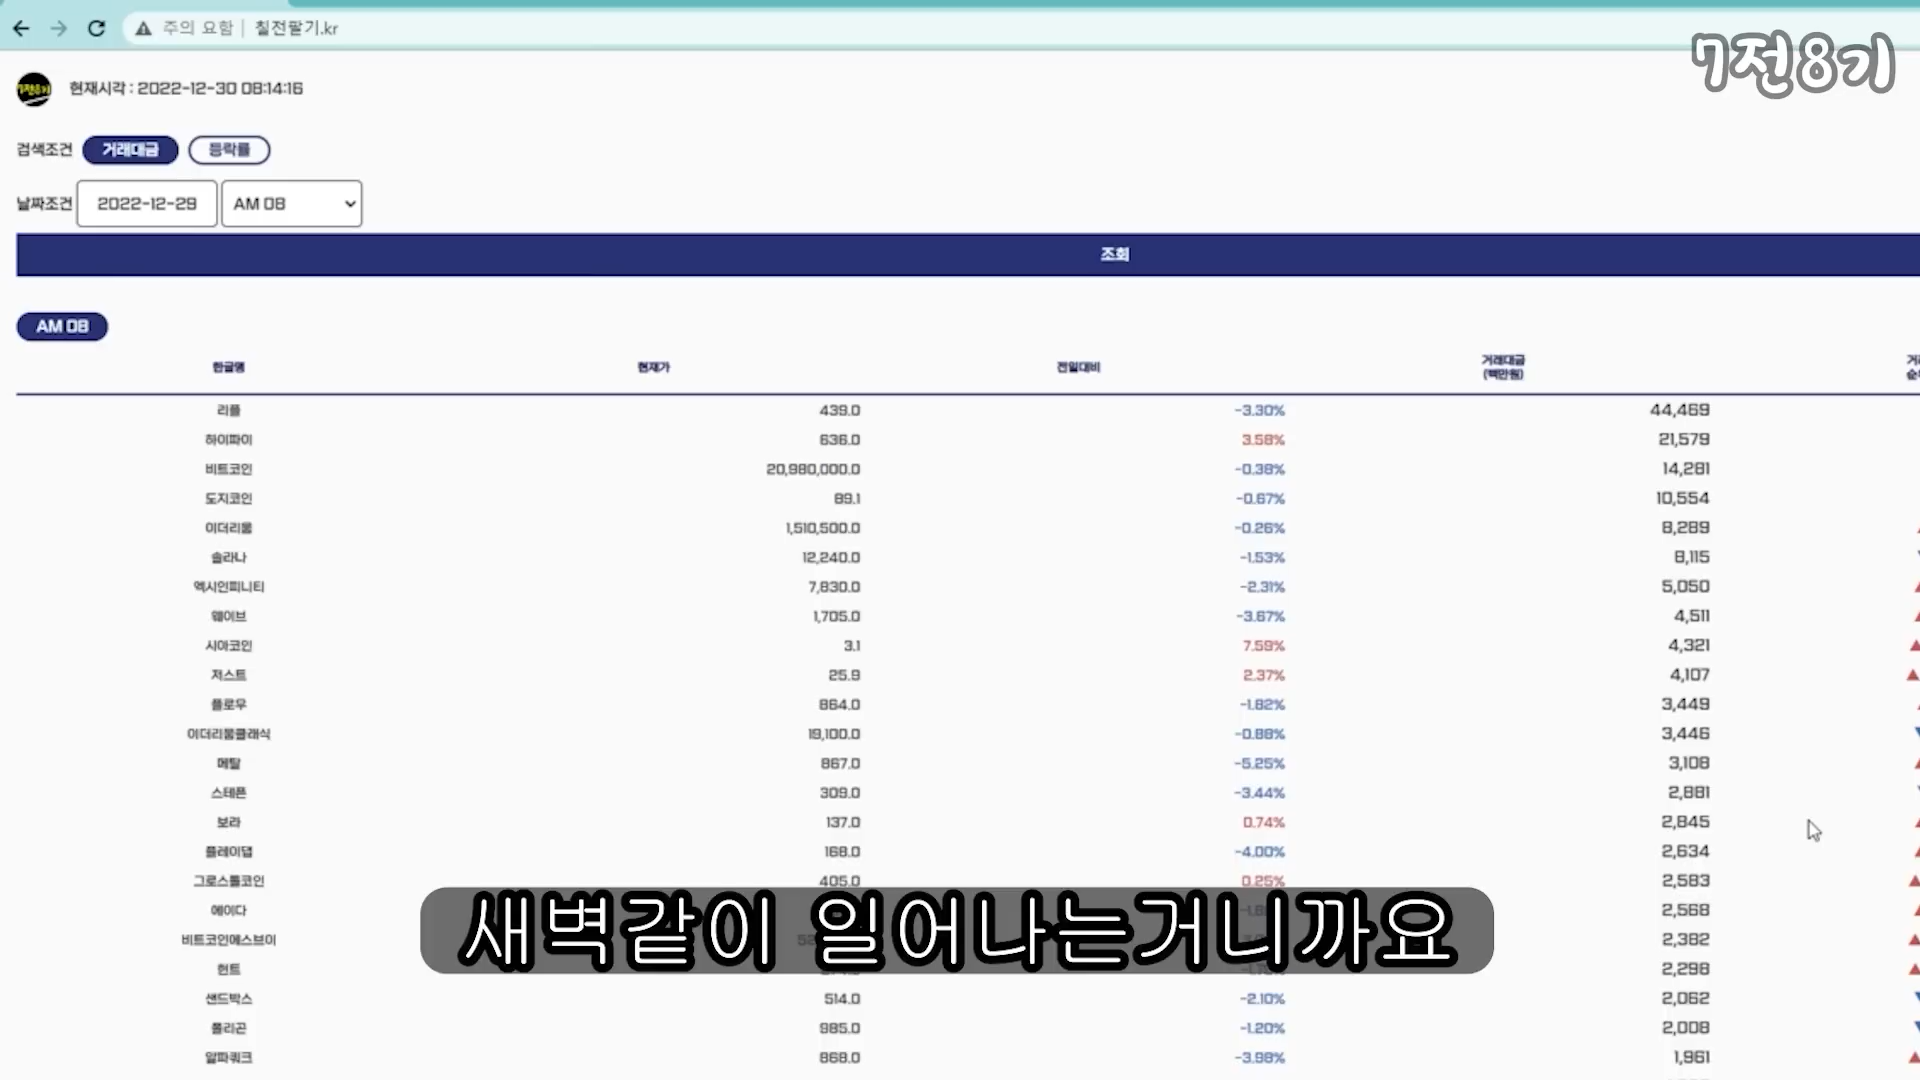 주의 요함 | 칠전팔기.kr
7전8기
현재시각 : 2022-12-30 08:14:16
검색조건 거래대금 등락률
날짜조건 2022-12-29 AM 08
조회
AM 08
한글명 현재가 전일대비 거래대금 (백만원)
리플 439.0 -3.30% 44,469
하이파이 636.0 3.58% 21,579
비트코인 20,980,000.0 -0.38% 14,281
도지코인 89.1 -0.67% 10,554
이더리움 1,510,500.0 -0.26% 8,289
솔라나 12,240.0 -1.53% 8,115
엑시인피니티 7,830.0 -2.31% 5,050
웨이브 1,705.0 -3.67% 4,511
시아코인 3.1 7.59% 4,321
저스트 25.9 2.37% 4,107
플로우 864.0 -1.82% 3,449
이더리움클래식 19,100.0 -0.88% 3,446
메탈 867.0 -5.25% 3,108
스테픈 309.0 -3.44% 2,881
보라 137.0 0.74% 2,845
플레이댑 168.0 -4.00% 2,634
그로스톨코인 405.0 0.25% 2,583
에이다 2,568
비트코인에스브이 2,382
헌트 2,298
새벽같이 일어나는거니까요
샌드박스 514.0 -2.10% 2,062
폴리곤 985.0 -1.20% 2,008
알파쿼크 868.0 -3.98% 1,961